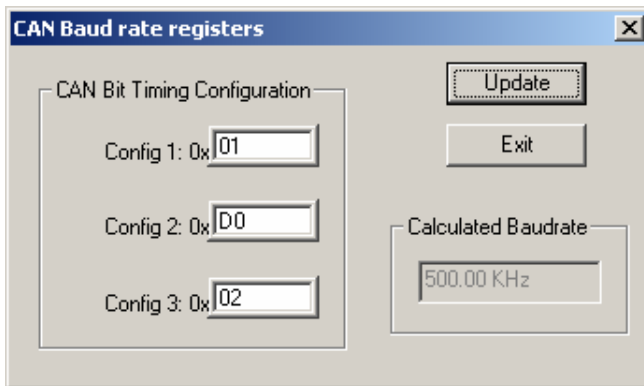 CAN Baud rate registers
CAN Bit Timing Configuration
Config 1: 0x 01
Config 2: 0x D0
Config 3: 0x 02
Update
Exit
Calculated Baudrate
500.00 KHz